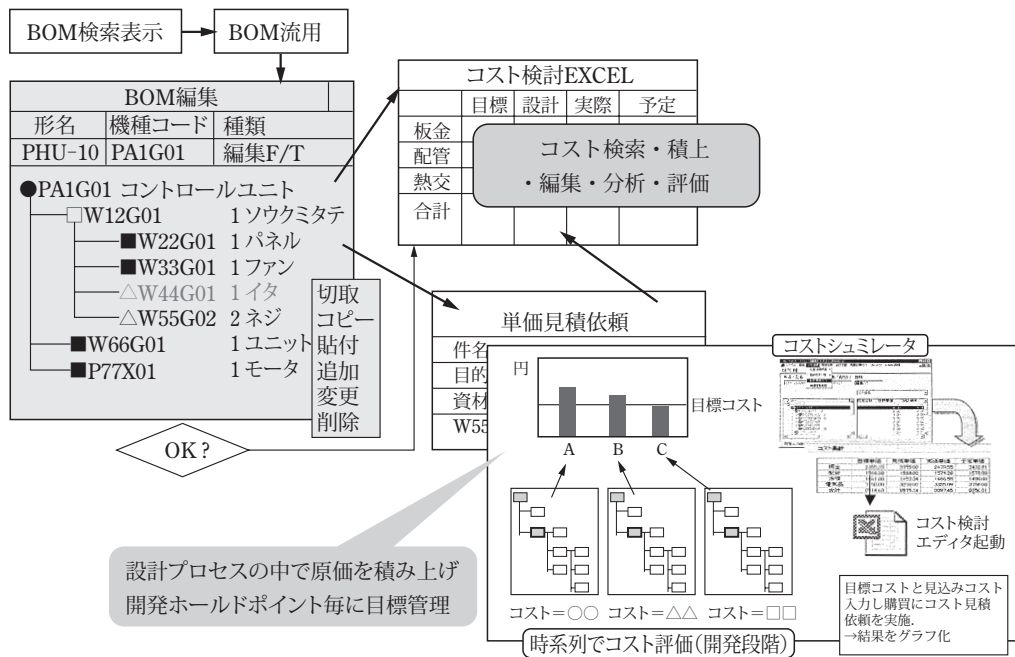 BOM検索表示
BOM流用
BOM編集
形名 機種コード 種類
PHU-10 PA1G01 編集F/T
●PA1G01 コントロールユニット
□W12G01 1 ソウクミタテ
■W22G01 1 パネル
■W33G01 1 ファン
△W44G01 1 イタ
△W55G02 2 ネジ
■W66G01 1 ユニット
■P77X01 1 モータ
切取
コピー
貼付
追加
変更
削除
OK?
コスト検討EXCEL
目標 設計 実際 予定
板金
配管
熱交
合計
コスト検索・積上
・編集・分析・評価
単価見積依頼
件名
目的
資材
W55
円
目標コスト
A B C
コスト=○○ コスト=△△ コスト=□□
時系列でコスト評価(開発段階)
設計プロセスの中で原価を積み上げ
開発ホールドポイント毎に目標管理
コストシュミレータ
コスト検討
エディタ起動
目標コストと見込みコスト
入力し購買にコスト見積
依頼を実施.
→結果をグラフ化